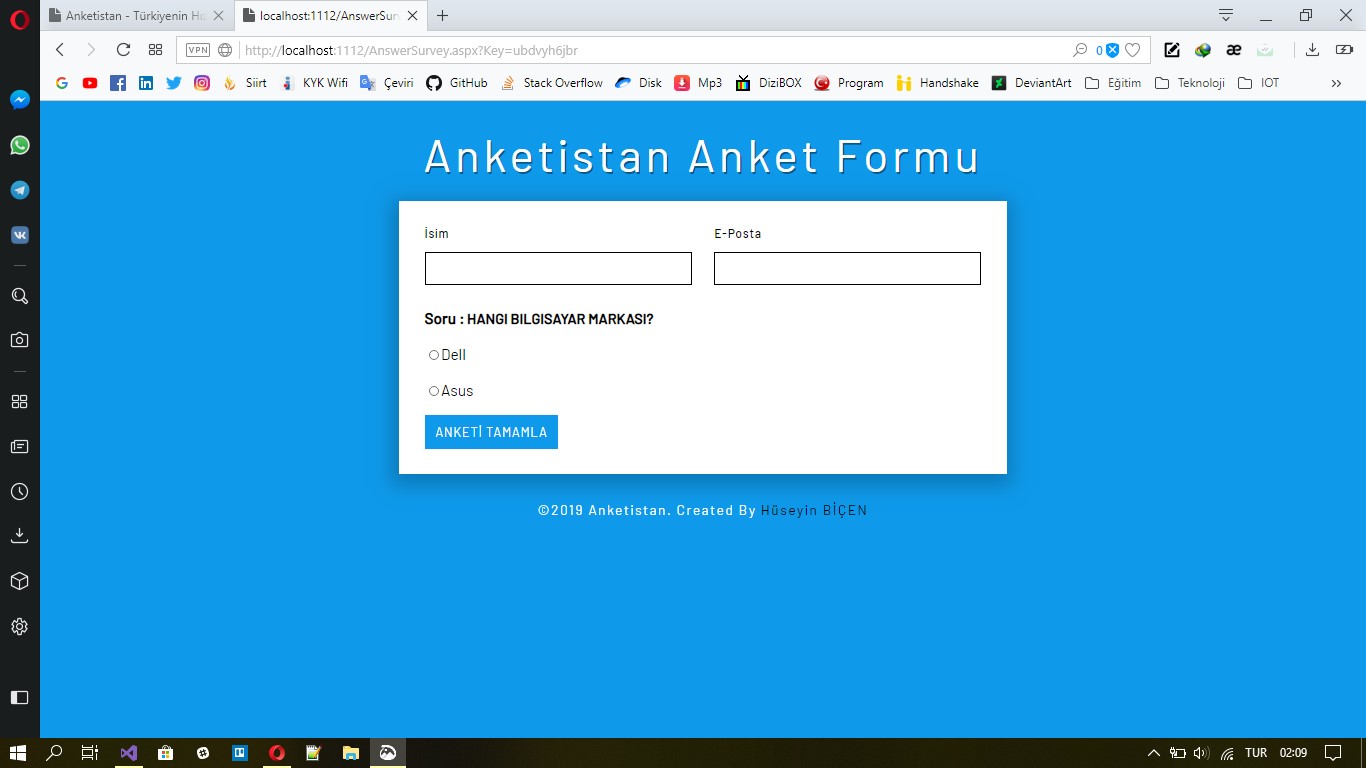 Anketistan - Türkiyenin
localhost:1112/AnswerSur
VPN http://localhost:1112/AnswerSurvey.aspx?Key=ubdvyh6jbr 0
Siirt KYK Wifi Çeviri GitHub Stack Overflow Disk Mp3 DiziBOX Program Handshake DeviantArt Eğitim Teknoloji IOT
Anketistan Anket Formu
İsim E-Posta
Soru : HANGI BILGISAYAR MARKASI?
Dell
Asus
ANKETİ TAMAMLA
©2019 Anketistan. Created By Hüseyin BİÇEN
TUR 02:09